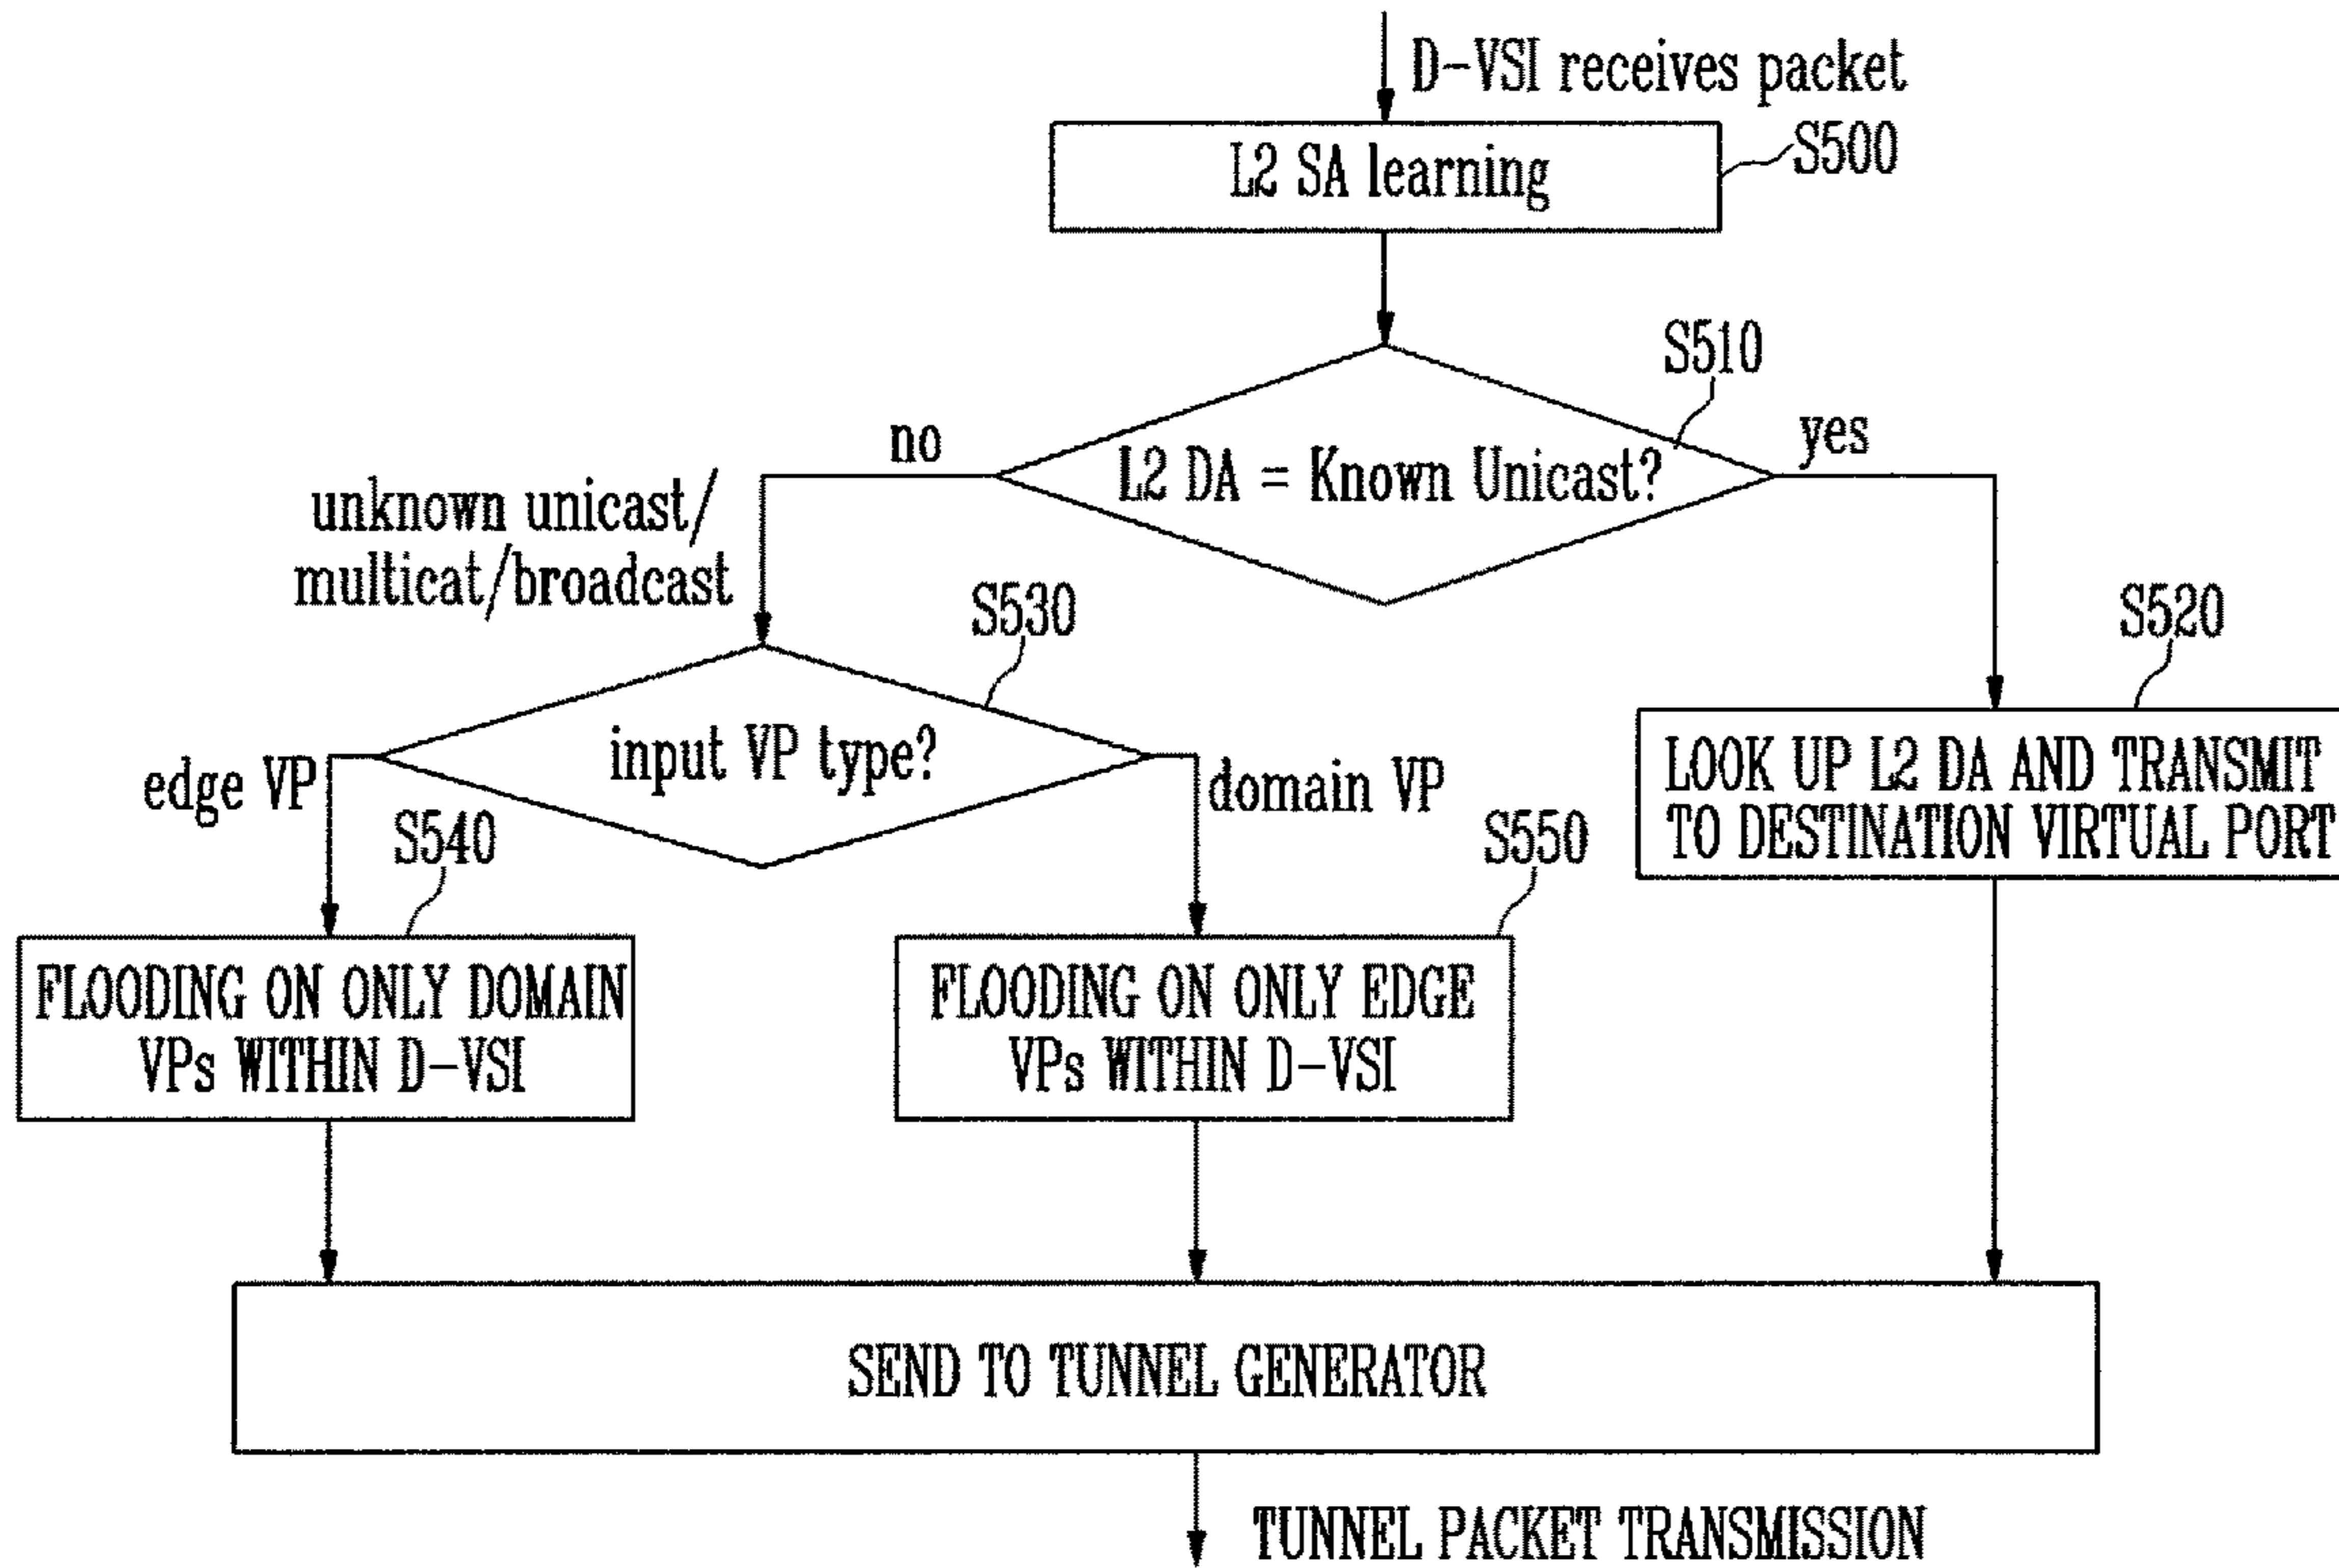 D-VSI receives packet
L2 SA learning
S500
S510
no
yes
L2 DA = Known Unicast?
unknown unicast/
multicat/broadcast
S530
S520
input VP type?
edge VP
domain VP
LOOK UP L2 DA AND TRANSMIT
TO DESTINATION VIRTUAL PORT
S540
S550
FLOODING ON ONLY DOMAIN
VPs WITHIN D-VSI
FLOODING ON ONLY EDGE
VPs WITHIN D-VSI
SEND TO TUNNEL GENERATOR
TUNNEL PACKET TRANSMISSION